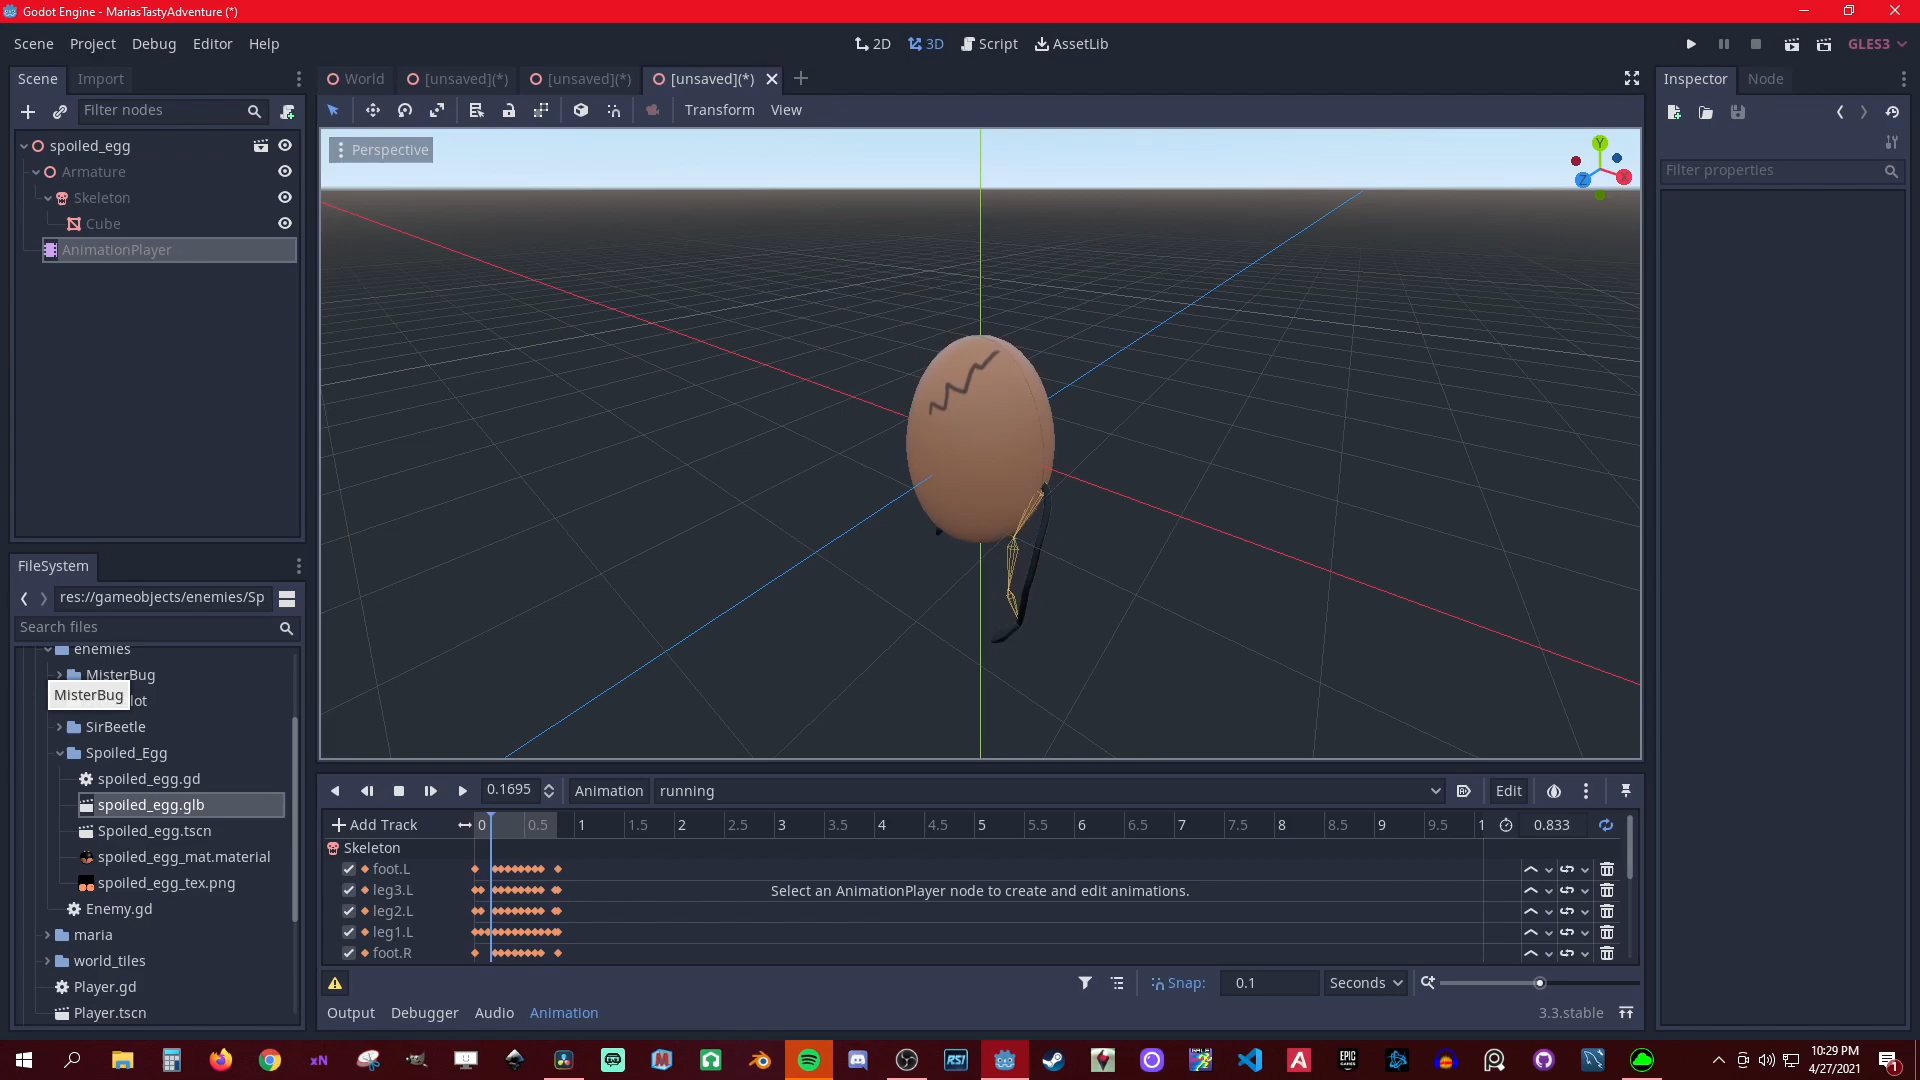 Godot Engine - MariasTastyAdventure (*)
Scene Project Debug Editor Help
2D 3D Script AssetLib
GLES3
Scene Import
World [unsaved](*) [unsaved](*) [unsaved](*)
Inspector Node
Filter nodes
Transform View
spoiled_egg
Armature
Skeleton
Cube
AnimationPlayer
Perspective
Y
X
Z
Filter properties
FileSystem
res://gameobjects/enemies/Sp
Search files
enemies
MisterBug
MisterBug
lot
SirBeetle
Spoiled_Egg
spoiled_egg.gd
spoiled_egg.glb
Spoiled_egg.tscn
spoiled_egg_mat.material
spoiled_egg_tex.png
Enemy.gd
maria
world_tiles
Player.gd
Player.tscn
0.1695 Animation running Edit
Add Track 0 0.5 1 1.5 2 2.5 3 3.5 4 4.5 5 5.5 6 6.5 7 7.5 8 8.5 9 9.5 1 0.833
Skeleton
foot.L
leg3.L
Select an AnimationPlayer node to create and edit animations.
leg2.L
leg1.L
foot.R
Snap: 0.1 Seconds
Output Debugger Audio Animation 3.3.stable
xN
RSI
EPIC GAMES
10:29 PM
4/27/2021
1